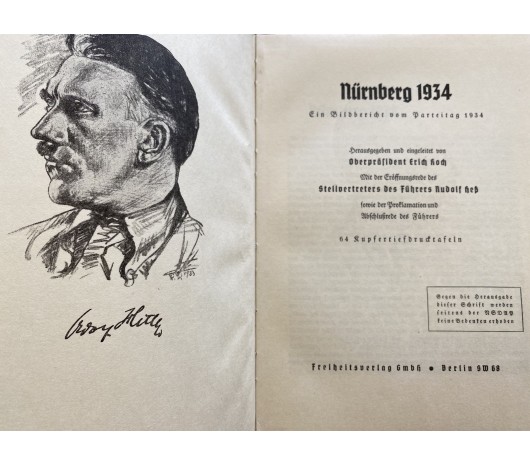 Adolf Hitler
Nürnberg 1934
Ein Bildbericht vom Parteitag 1934
Herausgegeben und eingeleitet von
Oberpräsident Erich Koch
Mit der Eröffnungsrede des
Stellvertreters des Führers Rudolf Heß
sowie der Proklamation und
Abschlußrede des Führers
64 Kupfertiefdrucktafeln
Gegen die Herausgabe
dieser Schrift werden
seitens der NSDAP
keine Bedenken erhoben
Freiheitsverlag GmbH • Berlin SW 68